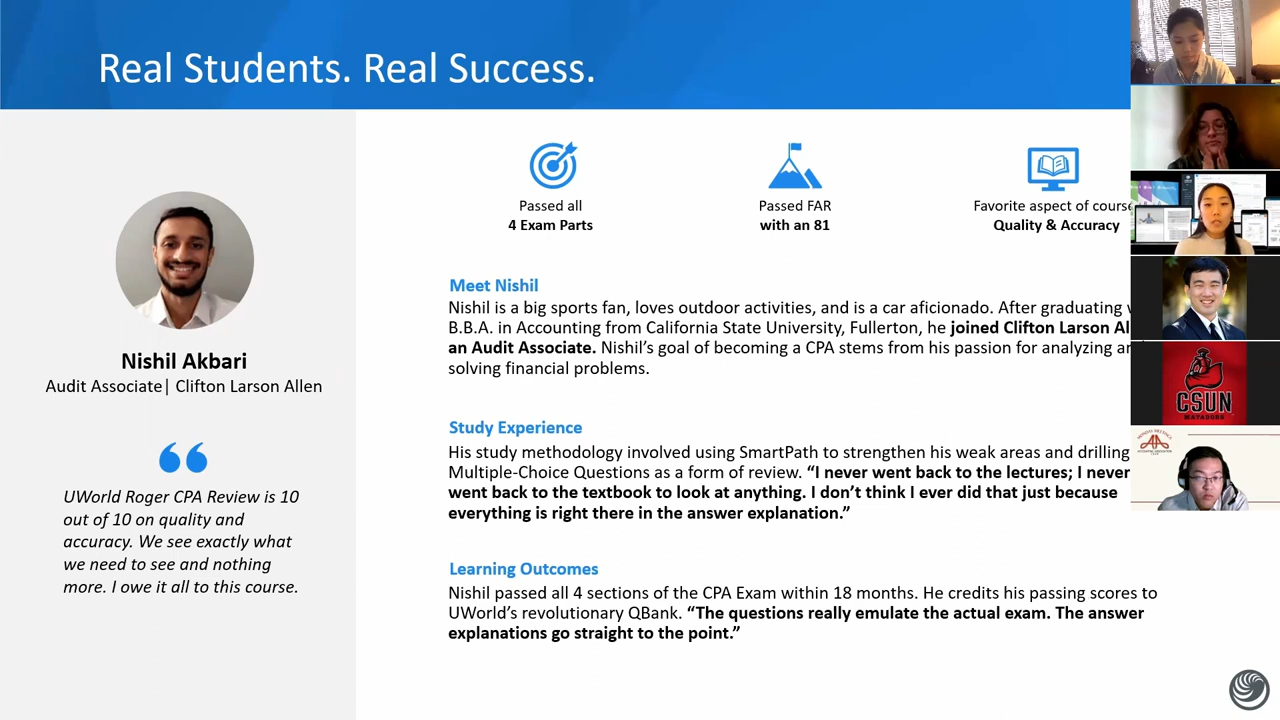 Real Students. Real Success.
Passed all
4 Exam Parts
Passed FAR
with an 81
Favorite aspect of course
Quality & Accuracy
Nishil Akbari
Audit Associate| Clifton Larson Allen
UWorld Roger CPA Review is 10
out of 10 on quality and
accuracy. We see exactly what
we need to see and nothing
more. I owe it all to this course.
Meet Nishil
Nishil is a big sports fan, loves outdoor activities, and is a car aficionado. After graduating
B.B.A. in Accounting from California State University, Fullerton, he joined Clifton Larson
an Audit Associate. Nishil's goal of becoming a CPA stems from his passion for analyzing
solving financial problems.
Study Experience
His study methodology involved using SmartPath to strengthen his weak areas and drilling
Multiple-Choice Questions as a form of review. “I never went back to the lectures; I never
went back to the textbook to look at anything. I don’t think I ever did that just because
everything is right there in the answer explanation.”
Learning Outcomes
Nishil passed all 4 sections of the CPA Exam within 18 months. He credits his passing scores to
UWorld’s revolutionary QBank. “The questions really emulate the actual exam. The answer
explanations go straight to the point.”
CSUN
MATADORS